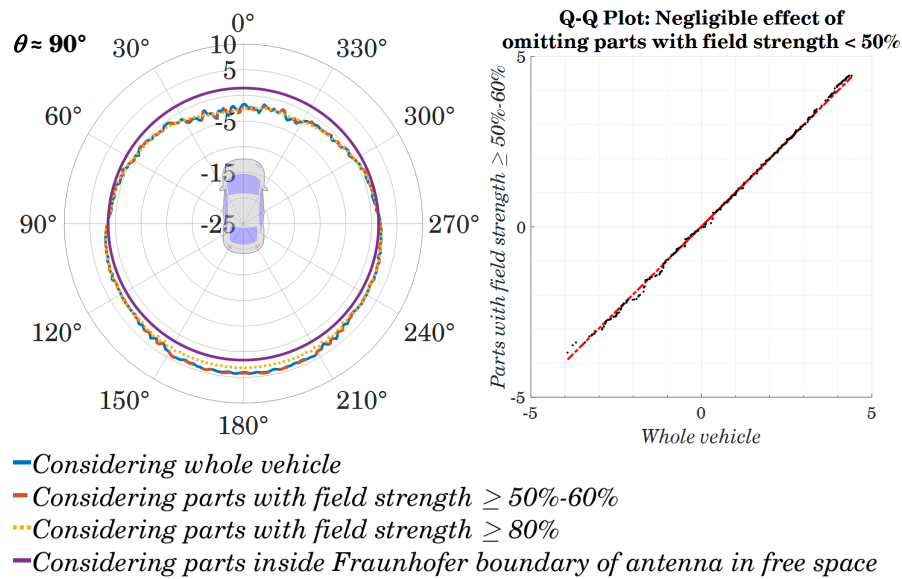 θ ≈ 90°
0°
30°
330°
10
5
60°
300°
-5
-15
90°
-25
270°
120°
240°
150°
210°
180°
Q-Q Plot: Negligible effect of
omitting parts with field strength < 50%
5
0
-5
Parts with field strength ≥ 50%-60%
-5
0
5
Whole vehicle
Considering whole vehicle
Considering parts with field strength ≥ 50%-60%
Considering parts with field strength ≥ 80%
Considering parts inside Fraunhofer boundary of antenna in free space